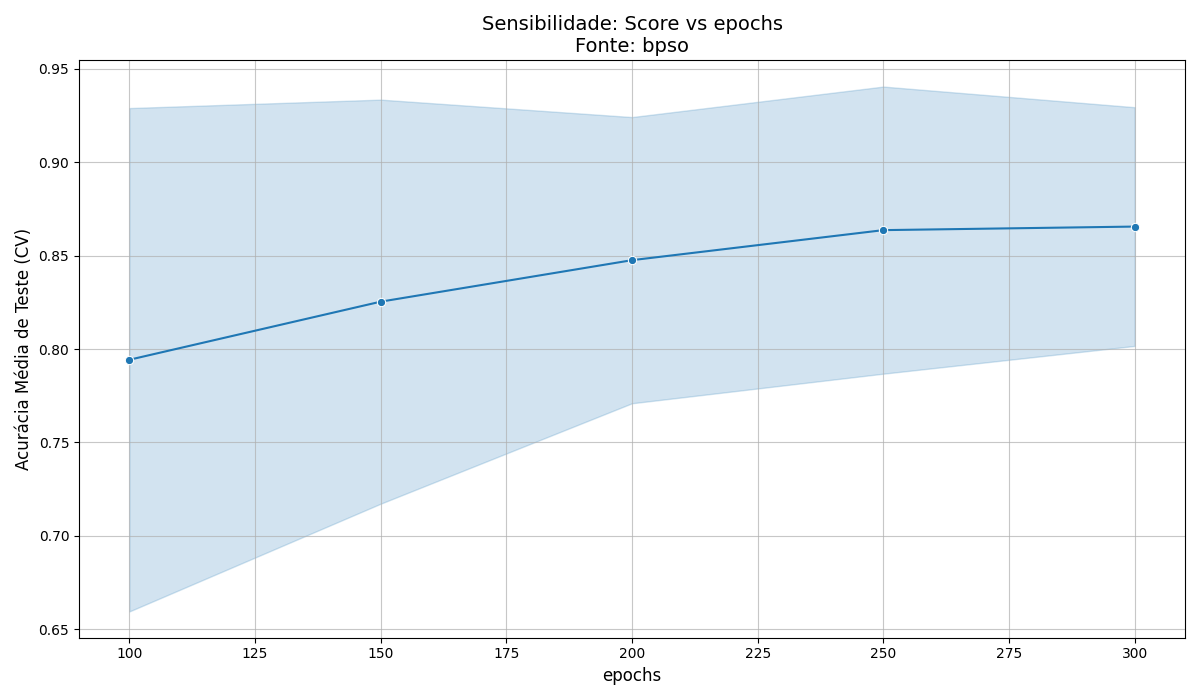 Sensibilidade: Score vs epochs
Fonte: bpso
0.95
0.90
0.85
0.80
0.75
0.70
0.65
Acurácia Média de Teste (CV)
100 125 150 175 200 225 250 275 300
epochs